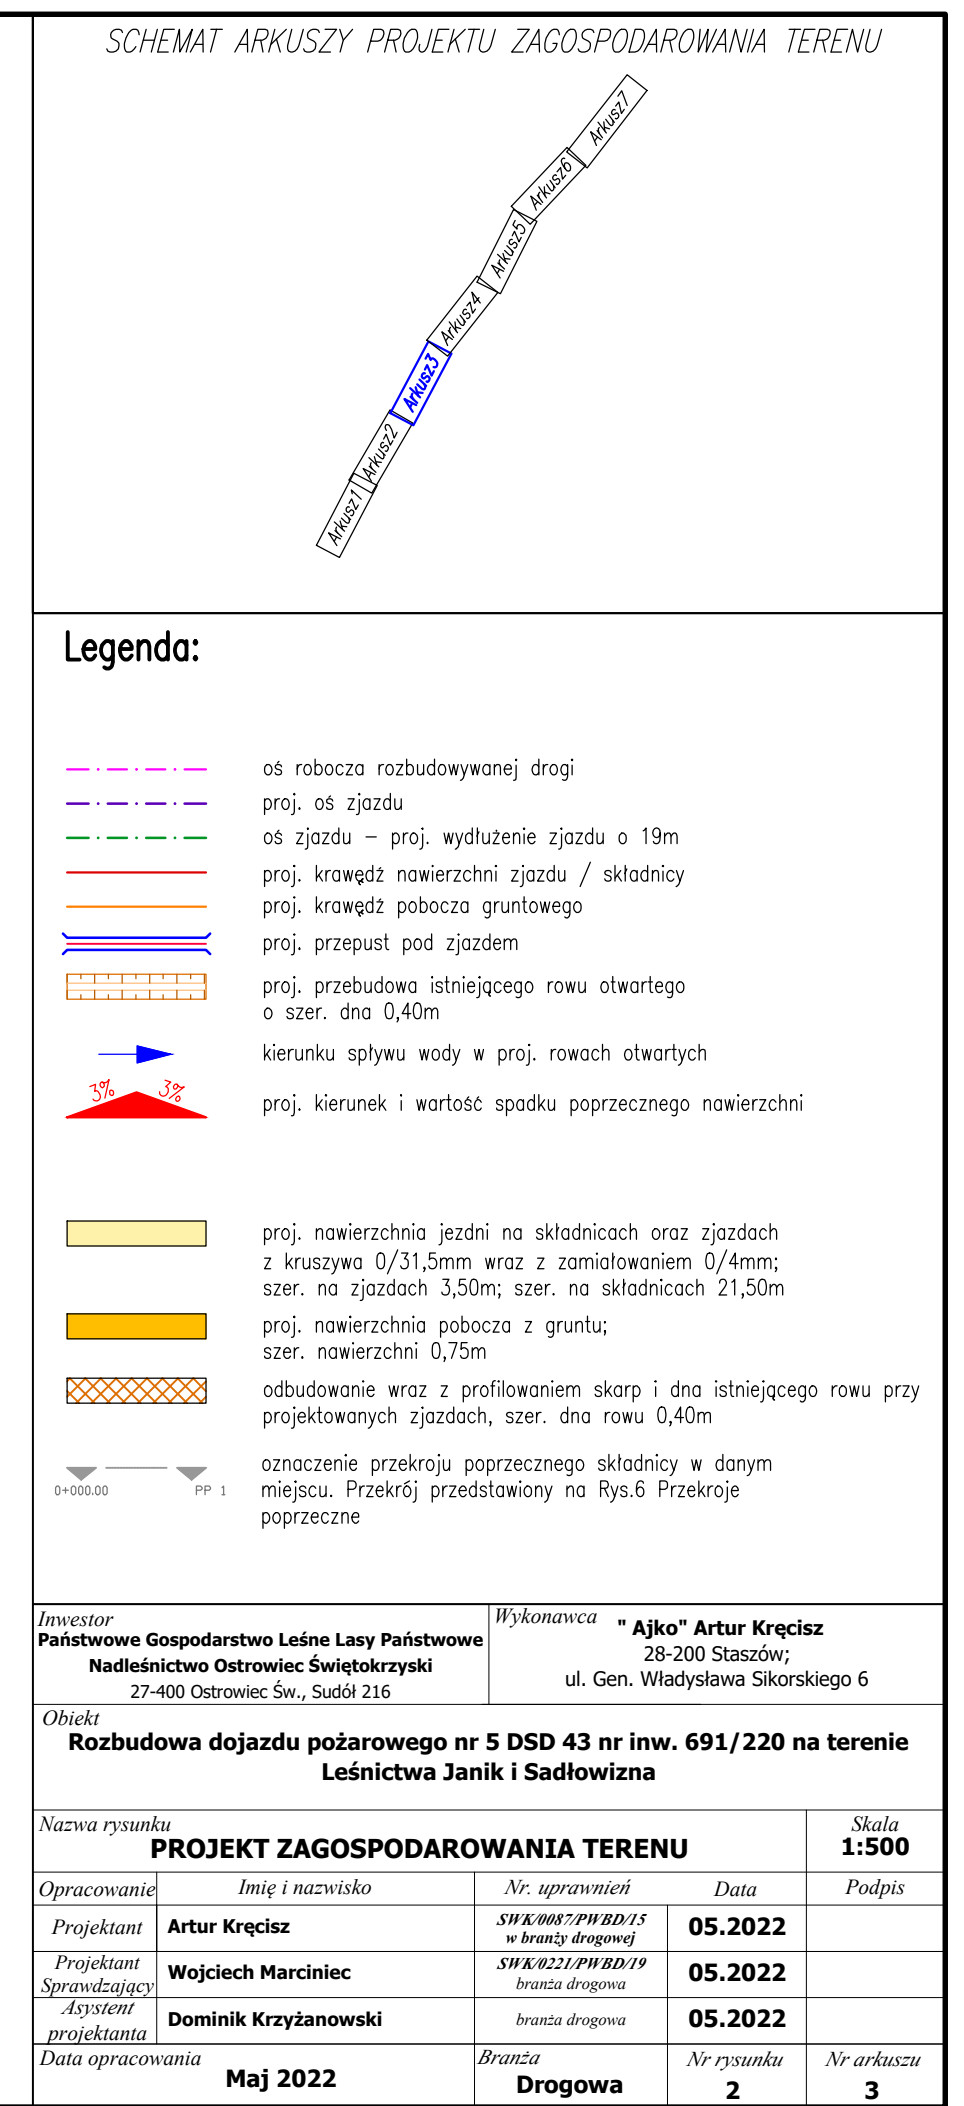 SCHEMAT ARKUSZY PROJEKTU ZAGOSPODAROWANIA TERENU
Arkusz7
Arkusz6
Arkusz5
Arkusz4
Arkusz3
Arkusz2
Arkusz1
Legenda:
oś robocza rozbudowywanej drogi
proj. oś zjazdu
oś zjazdu – proj. wydłużenie zjazdu o 19m
proj. krawędź nawierzchni zjazdu / składnicy
proj. krawędź pobocza gruntowego
proj. przepust pod zjazdem
proj. przebudowa istniejącego rowu otwartego
o szer. dna 0,40m
kierunku spływu wody w proj. rowach otwartych
3% 3%
proj. kierunek i wartość spadku poprzecznego nawierzchni
proj. nawierzchnia jezdni na składnicach oraz zjazdach
z kruszywa 0/31,5mm wraz z zamiałowaniem 0/4mm;
szer. na zjazdach 3,50m; szer. na składnicach 21,50m
proj. nawierzchnia pobocza z gruntu;
szer. nawierzchni 0,75m
odbudowanie wraz z profilowaniem skarp i dna istniejącego rowu przy
projektowanych zjazdach, szer. dna rowu 0,40m
0+000.00 PP 1
oznaczenie przekroju poprzecznego składnicy w danym
miejscu. Przekrój przedstawiony na Rys.6 Przekroje
poprzeczne
Inwestor
Państwowe Gospodarstwo Leśne Lasy Państwowe
Nadleśnictwo Ostrowiec Świętokrzyski
27-400 Ostrowiec Św., Sudół 216
Wykonawca
" Ajko" Artur Kręcisz
28-200 Staszów;
ul. Gen. Władysława Sikorskiego 6
Obiekt
Rozbudowa dojazdu pożarowego nr 5 DSD 43 nr inw. 691/220 na terenie
Leśnictwa Janik i Sadłowizna
Nazwa rysunku
PROJEKT ZAGOSPODAROWANIA TERENU
Skala
1:500
Opracowanie Imię i nazwisko Nr. uprawnień Data Podpis
Projektant Artur Kręcisz SWK/0087/PWBD/15 w branży drogowej 05.2022
Projektant Sprawdzający Wojciech Marciniec SWK/0221/PWBD/19 branża drogowa 05.2022
Asystent projektanta Dominik Krzyżanowski branża drogowa 05.2022
Data opracowania
Maj 2022
Branża
Drogowa
Nr rysunku
2
Nr arkuszu
3